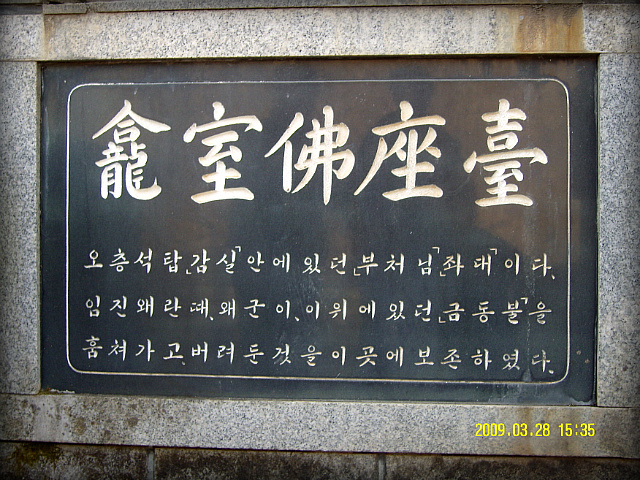 龕室佛座臺
오층석탑「감실」안에 있던「부처님」「좌대」이다.
임진왜란때, 왜군이, 이위에 있던「금동불」을
훔쳐가고, 버려둔것을 이곳에 보존하였다.
2009.03.28 15:35